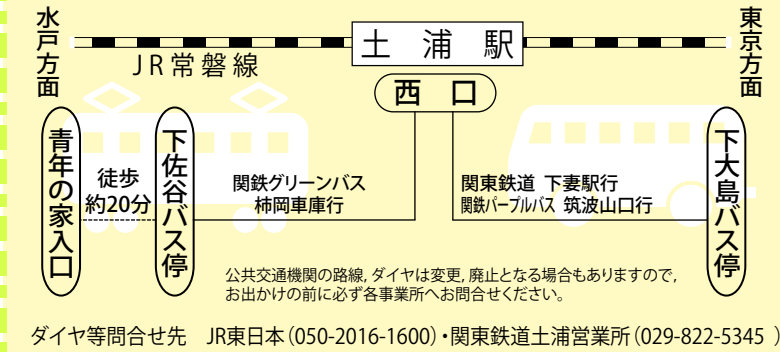 水戸方面
土浦駅
東京方面
JR常磐線
西口
青年の家入口
徒歩
約20分
下佐谷バス停
関鉄グリーンバス
柿岡車庫行
関東鉄道 下妻駅行
関鉄パープルバス 筑波山口行
下大島バス停
公共交通機関の路線,ダイヤは変更,廃止となる場合もありますので,
お出かけの前に必ず各事業所へお問合せください。
ダイヤ等問合せ先 JR東日本(050-2016-1600)・関東鉄道土浦営業所(029-822-5345 )